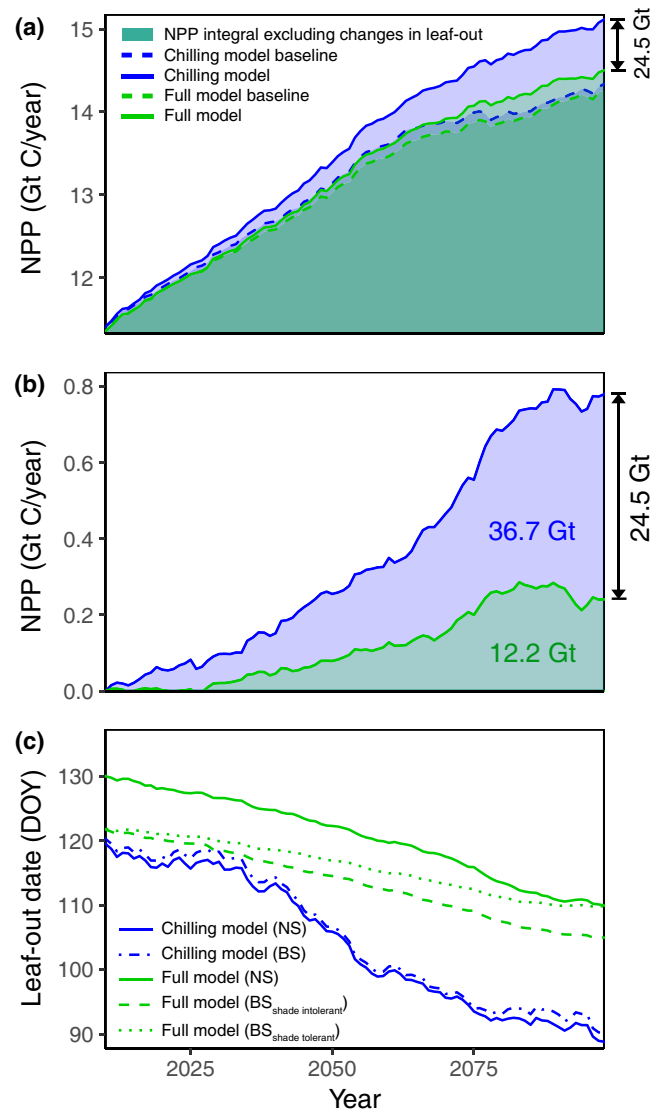 (a)
NPP (Gt C/year)
15
14
13
12
NPP integral excluding changes in leaf-out
Chilling model baseline
Chilling model
Full model baseline
Full model
24.5 Gt
(b)
NPP (Gt C/year)
0.8
0.6
0.4
0.2
0.0
36.7 Gt
12.2 Gt
24.5 Gt
(c)
Leaf-out date (DOY)
130
120
110
100
90
Chilling model (NS)
Chilling model (BS)
Full model (NS)
Full model (BS shade intolerant)
Full model (BS shade tolerant)
2025
2050
2075
Year